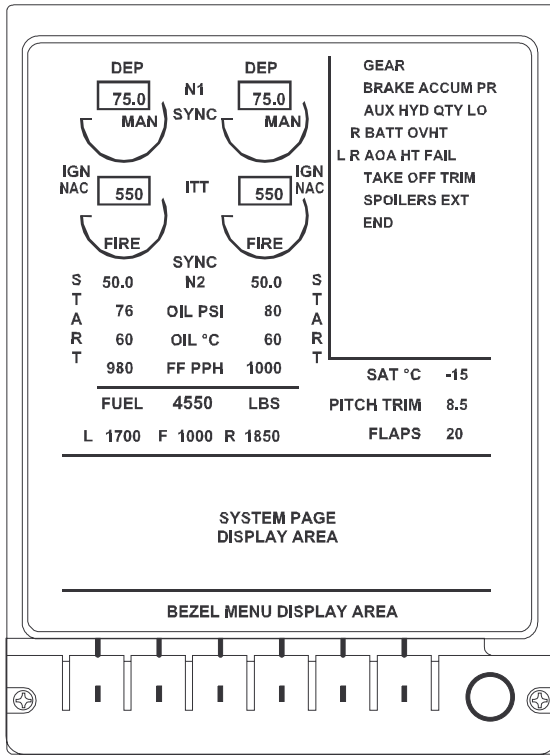 DEP N1 DEP
75.0 75.0
SYNC
MAN MAN
IGN NAC ITT IGN NAC
550 550
FIRE FIRE
SYNC
START START
50.0 N2 50.0
76 OIL PSI 80
60 OIL °C 60
980 FF PPH 1000
FUEL 4550 LBS
L 1700 F 1000 R 1850
GEAR
BRAKE ACCUM PR
AUX HYD QTY LO
R BATT OVHT
L R AOA HT FAIL
TAKE OFF TRIM
SPOILERS EXT
END
SAT °C -15
PITCH TRIM 8.5
FLAPS 20
SYSTEM PAGE
DISPLAY AREA
BEZEL MENU DISPLAY AREA